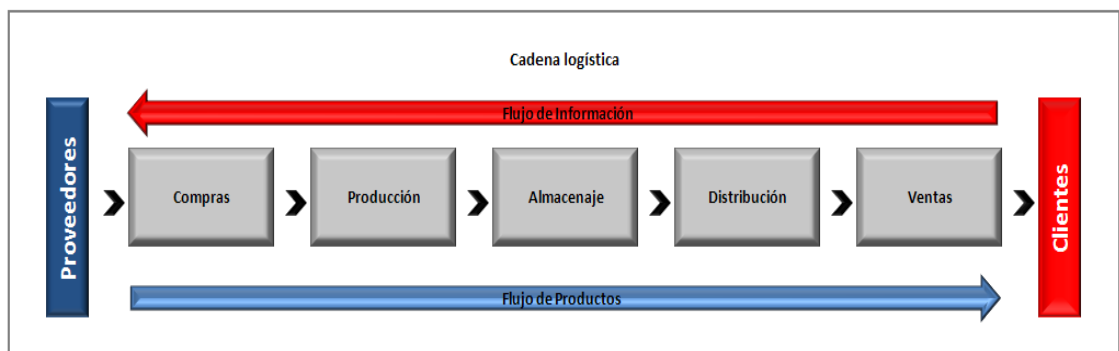 Cadena logística
Flujo de Información
Proveedores
Compras
Producción
Almacenaje
Distribución
Ventas
Clientes
Flujo de Productos